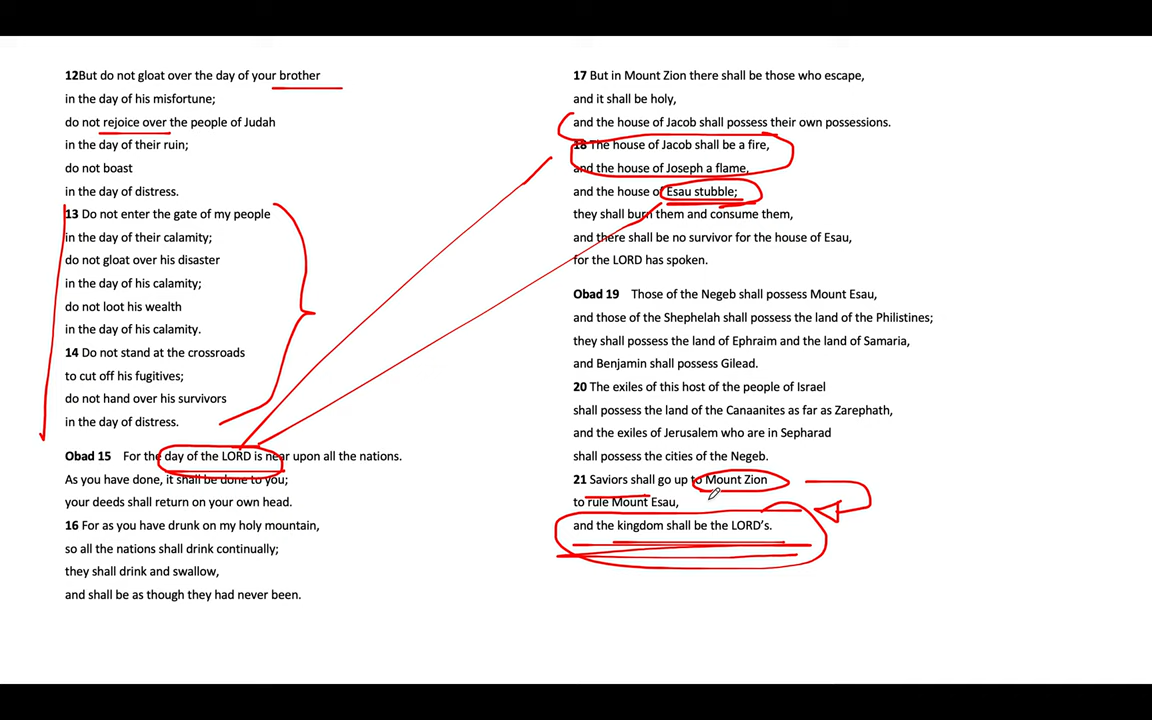 12But do not gloat over the day of your brother
in the day of his misfortune;
do not rejoice over the people of Judah
in the day of their ruin;
do not boast
in the day of distress.
13 Do not enter the gate of my people
in the day of their calamity;
do not gloat over his disaster
in the day of his calamity;
do not loot his wealth
in the day of his calamity.
14 Do not stand at the crossroads
to cut off his fugitives;
do not hand over his survivors
in the day of distress.
Obad 15 For the day of the LORD is near upon all the nations.
As you have done, it shall be done to you;
your deeds shall return on your own head.
16 For as you have drunk on my holy mountain,
so all the nations shall drink continually;
they shall drink and swallow,
and shall be as though they had never been.
17 But in Mount Zion there shall be those who escape,
and it shall be holy,
and the house of Jacob shall possess their own possessions.
18 The house of Jacob shall be a fire,
and the house of Joseph a flame,
and the house of Esau stubble;
they shall burn them and consume them,
and there shall be no survivor for the house of Esau,
for the LORD has spoken.
Obad 19 Those of the Negeb shall possess Mount Esau,
and those of the Shephelah shall possess the land of the Philistines;
they shall possess the land of Ephraim and the land of Samaria,
and Benjamin shall possess Gilead.
20 The exiles of this host of the people of Israel
shall possess the land of the Canaanites as far as Zarephath,
and the exiles of Jerusalem who are in Sepharad
shall possess the cities of the Negeb.
21 Saviors shall go up to Mount Zion
to rule Mount Esau,
and the kingdom shall be the LORD's.